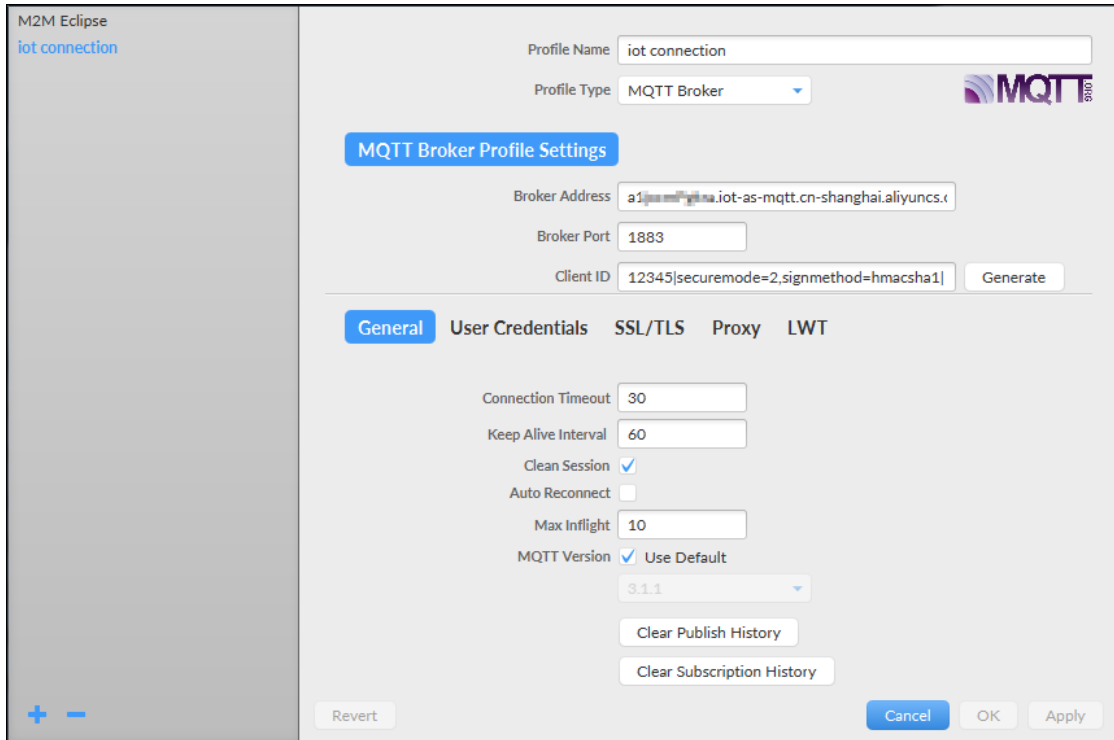 M2M Eclipse
iot connection
Profile Name iot connection
Profile Type MQTT Broker
MQTT.ORG
MQTT Broker Profile Settings
Broker Address a1 .iot-as-mqtt.cn-shanghai.aliyuncs.c
Broker Port 1883
Client ID 12345|securemode=2,signmethod=hmacsha1| Generate
General User Credentials SSL/TLS Proxy LWT
Connection Timeout 30
Keep Alive Interval 60
Clean Session
Auto Reconnect
Max Inflight 10
MQTT Version Use Default
3.1.1
Clear Publish History
Clear Subscription History
Revert Cancel OK Apply